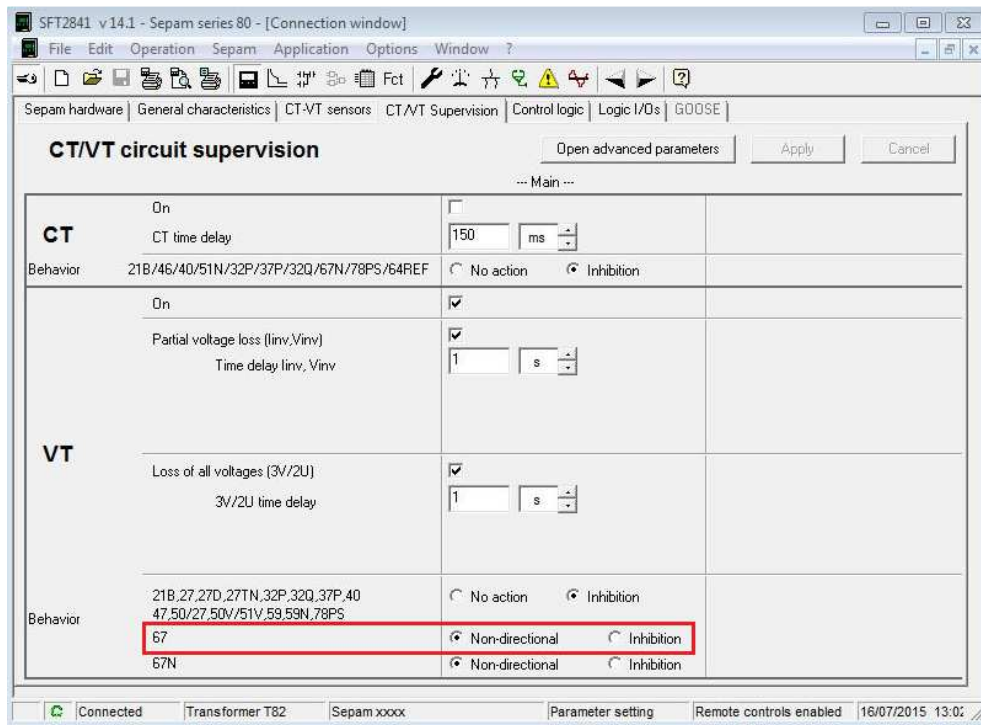 SFT2841 v 14.1 - Sepam series 80 - [Connection window]
File Edit Operation Sepam Application Options Window ?
Fct
Sepam hardware General characteristics CT-VT sensors CT/VT Supervision Control logic Logic I/Os GOOSE
CT/VT circuit supervision Open advanced parameters Apply Cancel
--- Main ---
On
CT CT time delay 150 ms
Behavior 21B/46/40/51N/32P/37P/32Q/67N/78PS/64REF No action Inhibition
On
Partial voltage loss (Iinv,Vinv)
Time delay Iinv, Vinv 1 s
VT
Loss of all voltages (3V/2U)
3V/2U time delay 1 s
21B,27,27D,27TN,32P,32Q,37P,40 No action Inhibition
47,50/27,50V/51V,59,59N,78PS
Behavior
67 Non-directional Inhibition
67N Non-directional Inhibition
Connected Transformer T82 Sepam xxxx Parameter setting Remote controls enabled 16/07/2015 13:02